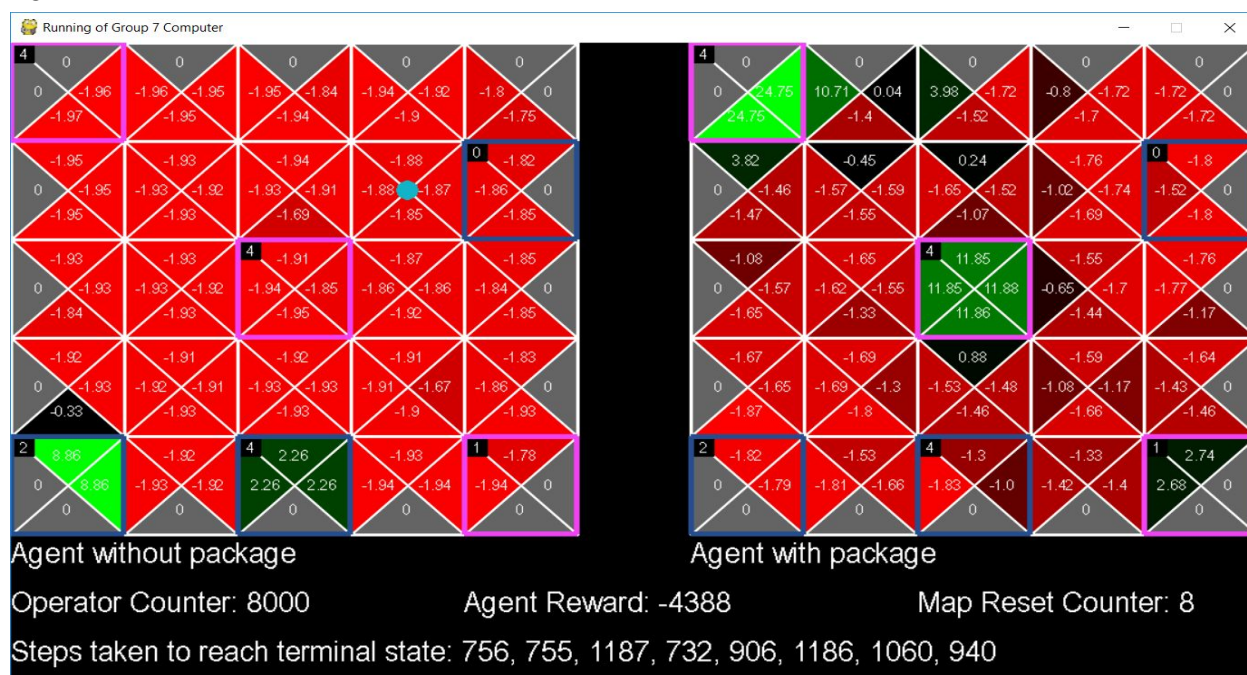 Running of Group 7 Computer
4 0 0 0 0 0 4 0 0 0 0 0
0 -1.96 -1.96 -1.95 -1.95 -1.84 -1.94 -1.92 -1.8 0 0 24.75 10.71 0.04 3.98 -1.72 -0.8 -1.72 -1.72 0
-1.97 -1.95 -1.94 -1.9 -1.75 24.75 -1.4 -1.52 -1.7 -1.72
-1.95 -1.93 -1.94 -1.88 0 -1.82 3.82 -0.45 0.24 -1.76 0 -1.8
0 -1.95 -1.93 -1.92 -1.93 -1.91 -1.88 -1.87 -1.86 0 0 -1.46 -1.57 -1.59 -1.65 -1.52 -1.02 -1.74 -1.52 0
-1.95 -1.93 -1.69 -1.85 -1.85 -1.47 -1.55 -1.07 -1.69 -1.8
-1.93 -1.93 4 -1.91 -1.87 -1.85 -1.08 -1.65 4 11.85 -1.55 -1.76
0 -1.93 -1.93 -1.92 -1.94 -1.85 -1.86 -1.86 -1.84 0 0 -1.57 -1.62 -1.55 11.85 11.88 -0.65 -1.7 -1.77 0
-1.84 -1.93 -1.95 -1.92 -1.85 -1.65 -1.33 11.86 -1.44 -1.17
-1.92 -1.91 -1.92 -1.91 -1.83 -1.67 -1.69 0.88 -1.59 -1.64
0 -1.93 -1.92 -1.91 -1.93 -1.93 -1.91 -1.67 -1.86 0 0 -1.65 -1.69 -1.3 -1.53 -1.48 -1.08 -1.17 -1.43 0
-0.33 -1.93 -1.93 -1.9 -1.93 -1.87 -1.8 -1.46 -1.66 -1.46
2 8.86 -1.92 4 2.26 -1.93 1 -1.78 2 -1.82 -1.53 4 -1.3 -1.33 1 2.74
0 8.86 -1.93 -1.92 2.26 2.26 -1.94 -1.94 -1.94 0 0 -1.79 -1.81 -1.66 -1.83 -1.0 -1.42 -1.4 2.68 0
0 0 0 0 0 0 0 0 0 0
Agent without package Agent with package
Operator Counter: 8000 Agent Reward: -4388 Map Reset Counter: 8
Steps taken to reach terminal state: 756, 755, 1187, 732, 906, 1186, 1060, 940